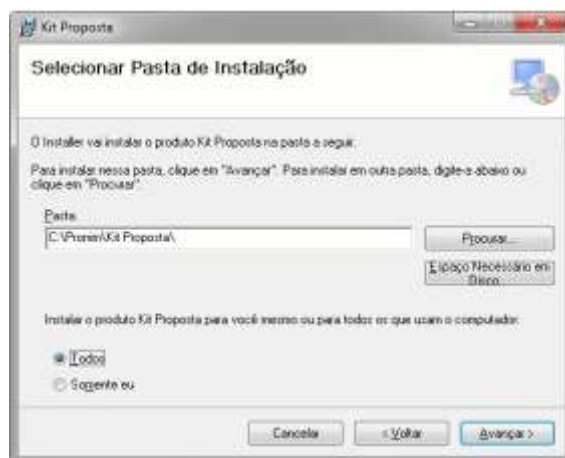 Kit Proposta
Selecionar Pasta de Instalação
O Installer vai instalar o produto Kit Proposta na pasta a seguir.
Para instalar nessa pasta, clique em "Avançar". Para instalar em outra pasta, digite-a abaixo ou
clique em "Procurar".
Pasta:
C:\Pronim\Kit Proposta\
Procurar...
Espaço Necessário em
Disco...
Instalar o produto Kit Proposta para você mesmo ou para todos os que usam o computador:
Todos
Somente eu
Cancelar
< Voltar
Avançar >